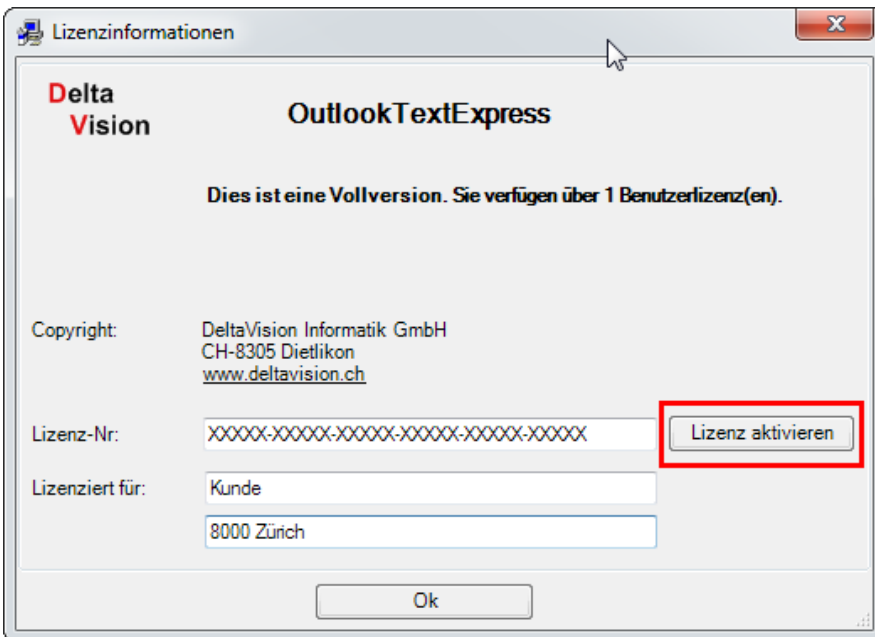 Lizenzinformationen
Delta
Vision
OutlookTextExpress
Dies ist eine Vollversion. Sie verfügen über 1 Benutzerlizenz(en).
Copyright:
DeltaVision Informatik GmbH
CH-8305 Dietlikon
www.deltavision.ch
Lizenz-Nr: XXXXX-XXXXX-XXXXX-XXXXX-XXXXX-XXXXX Lizenz aktivieren
Lizenziert für: Kunde
8000 Zürich
Ok